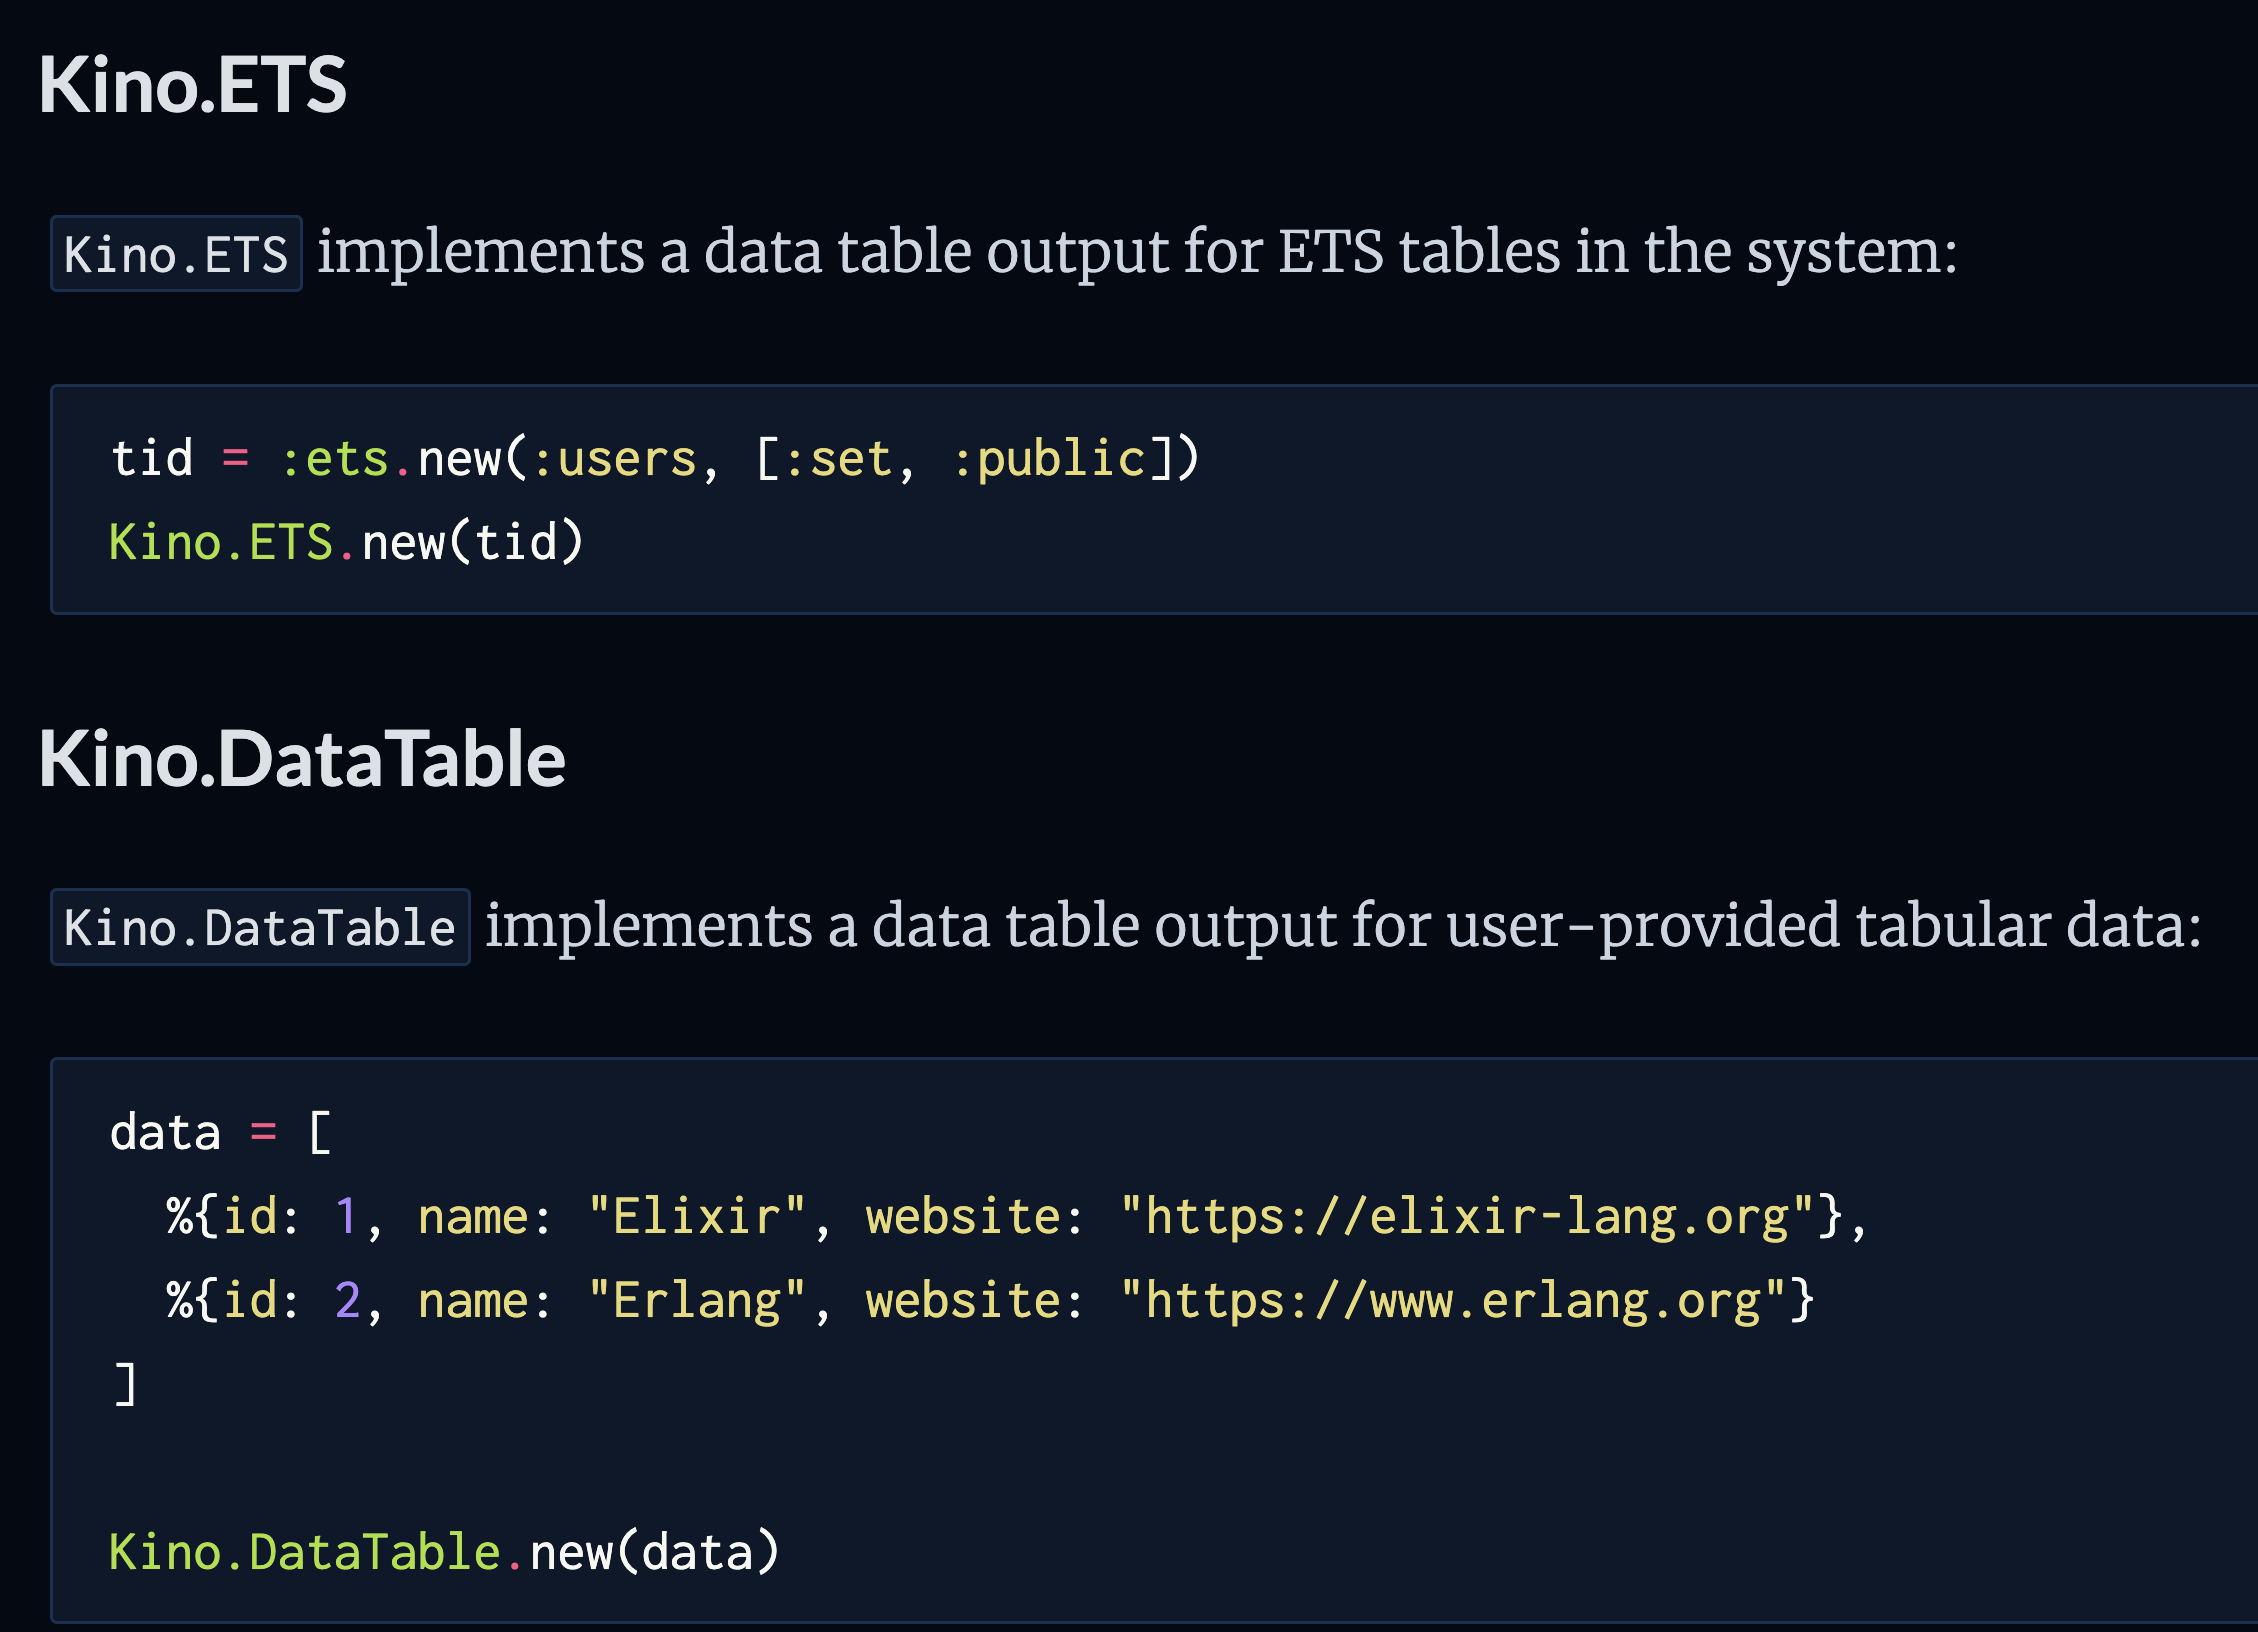 Kino.ETS
Kino.ETS implements a data table output for ETS tables in the system:
tid = :ets.new(:users, [:set, :public])
Kino.ETS.new(tid)
Kino.DataTable
Kino.DataTable implements a data table output for user-provided tabular data:
data = [
  %{id: 1, name: "Elixir", website: "https://elixir-lang.org"},
  %{id: 2, name: "Erlang", website: "https://www.erlang.org"}
]
Kino.DataTable.new(data)